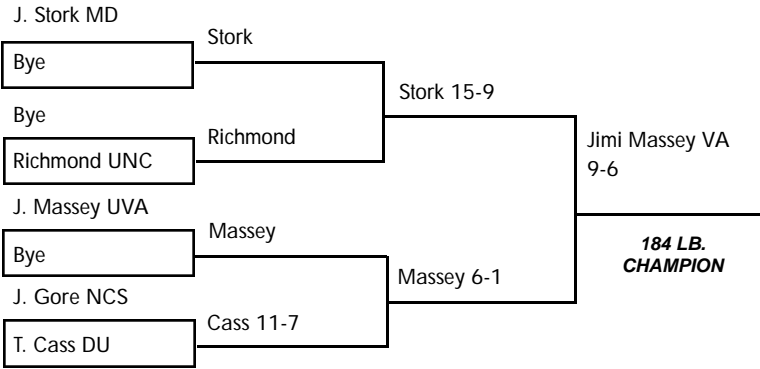 J. Stork MD
Bye
Bye
Richmond UNC
J. Massey UVA
Bye
J. Gore NCS
T. Cass DU
Stork
Richmond
Massey
Cass 11-7
Stork 15-9
Massey 6-1
Jimi Massey VA
9-6
184 LB.
CHAMPION